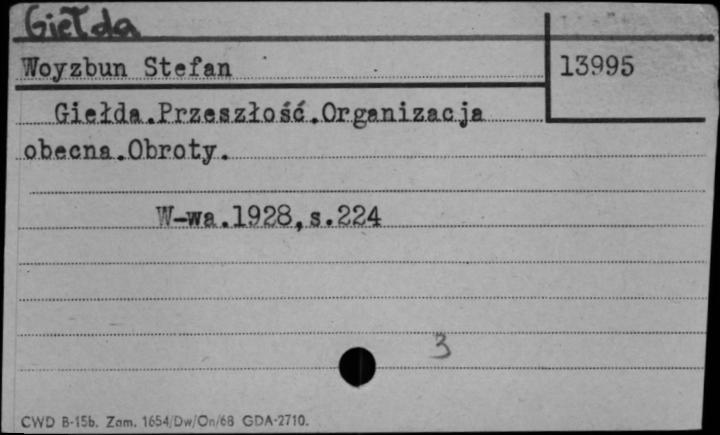 Giełda
Woyzbun Stefan
13995
Giełda.Przeszłość.Organizacja
obecna.Obroty.
W-wa.1928,s.224
3
CWD B-15b. Zam. 1654/Dw/On/68 GDA-2710.